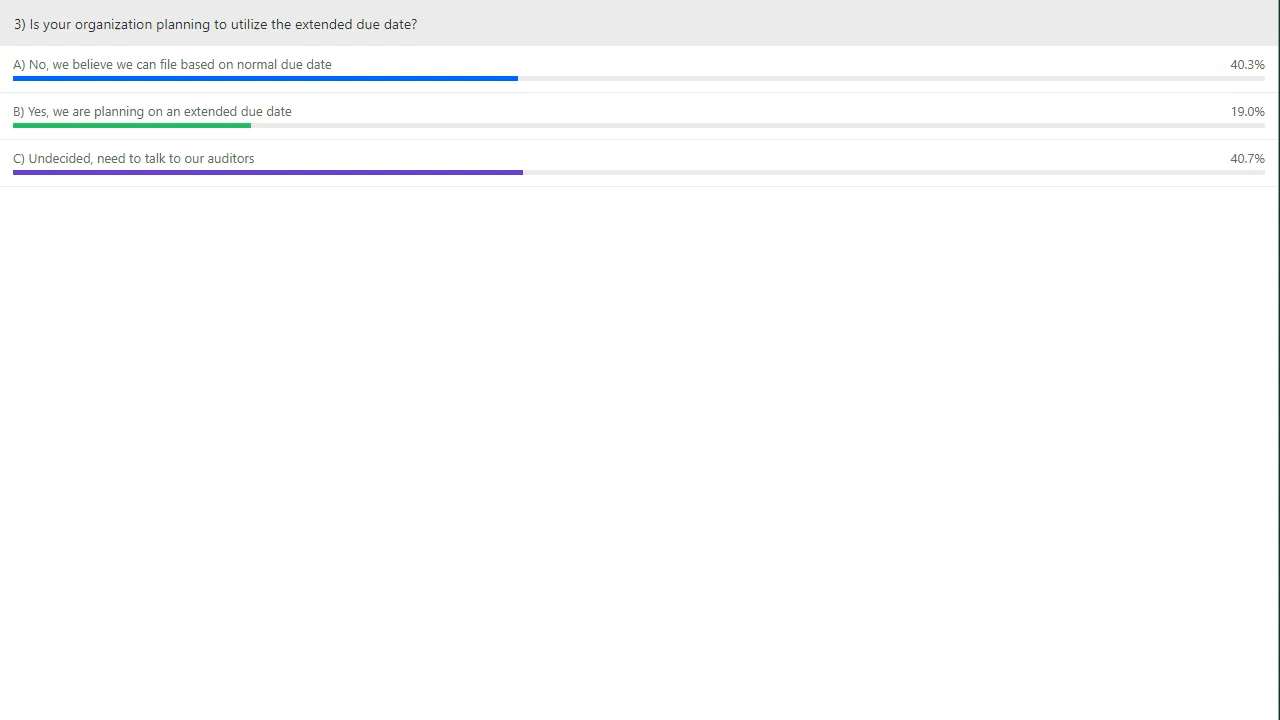 3) Is your organization planning to utilize the extended due date?
A) No, we believe we can file based on normal due date 40.3%
B) Yes, we are planning on an extended due date 19.0%
C) Undecided, need to talk to our auditors 40.7%